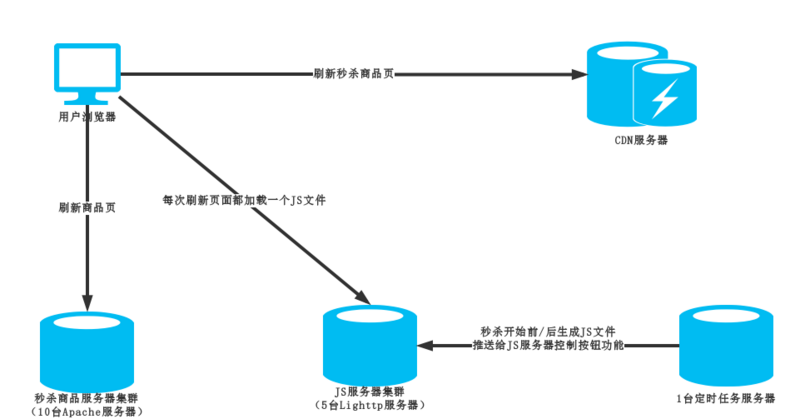 刷新秒杀商品页
用户浏览器
CDN服务器
每次刷新页面都加载一个JS文件
刷新商品页
秒杀开始前/后生成JS文件
推送给JS服务器控制按钮功能
秒杀商品服务器集群
(10台Apache服务器)
JS服务器集群
(5台Lighttp服务器)
1台定时任务服务器